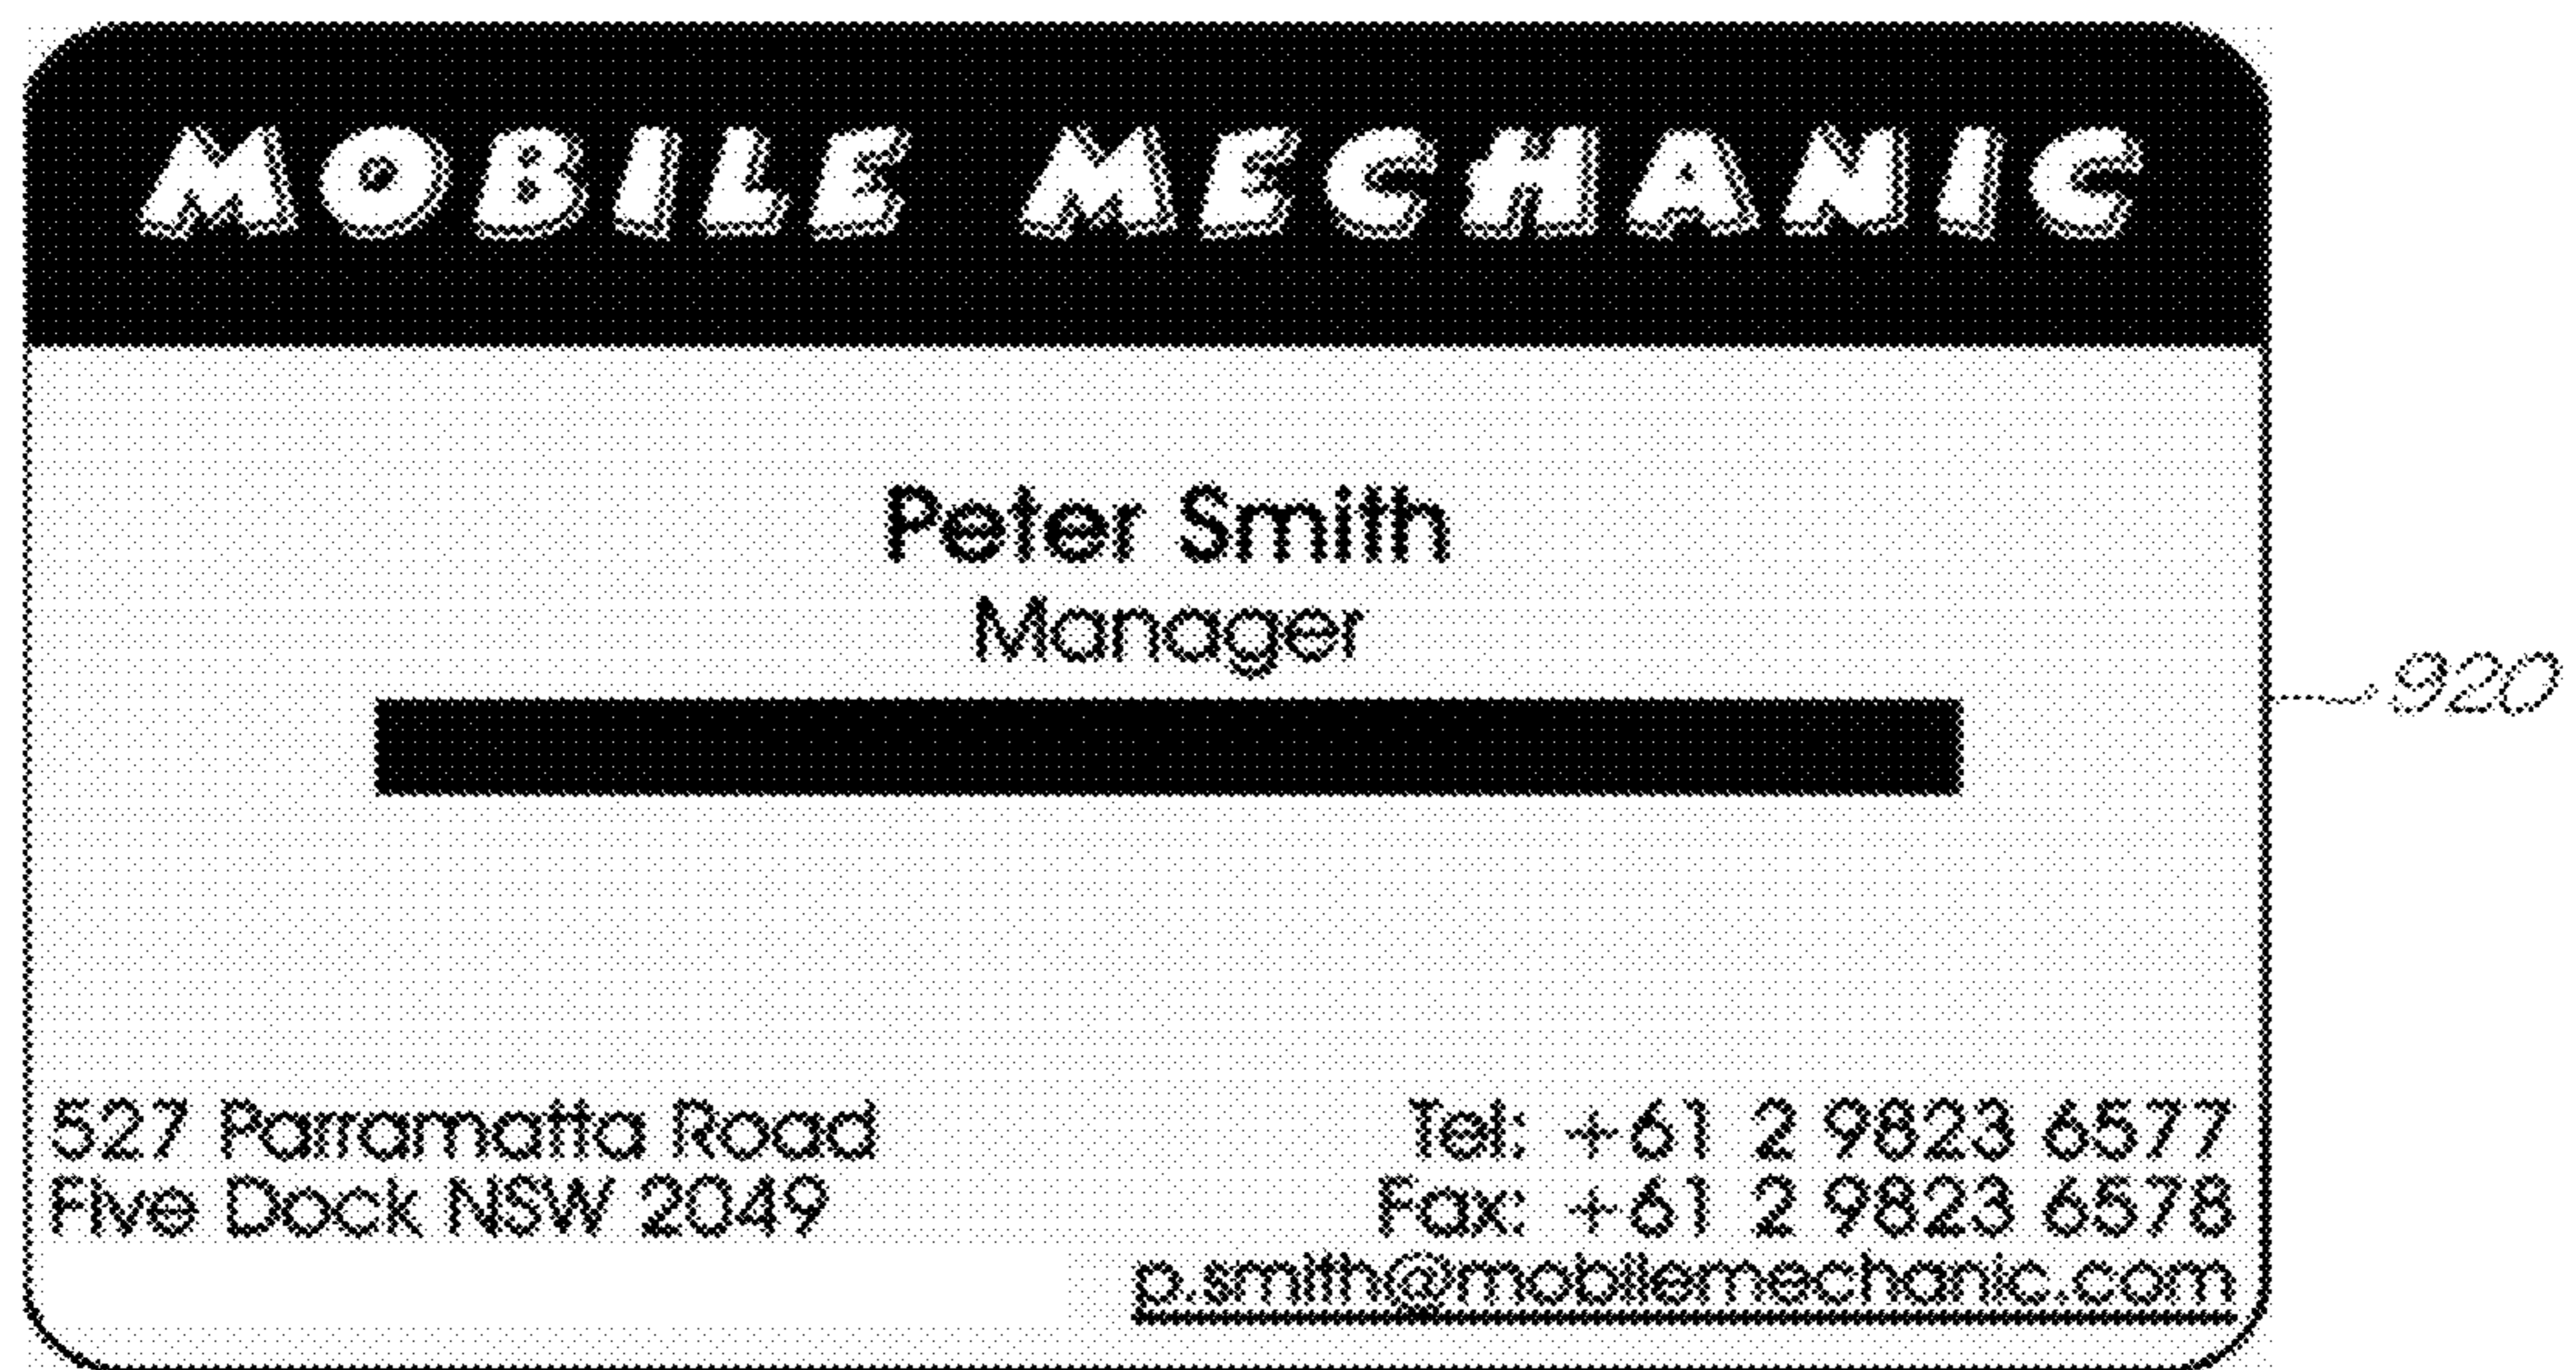 MOBILE MECHANIC
Peter Smith
Manager
920
527 Parramatta Road
Five Dock NSW 2049
Tel: +61 2 9823 6577
Fax: +61 2 9823 6578
p.smith@mobilemechanic.com